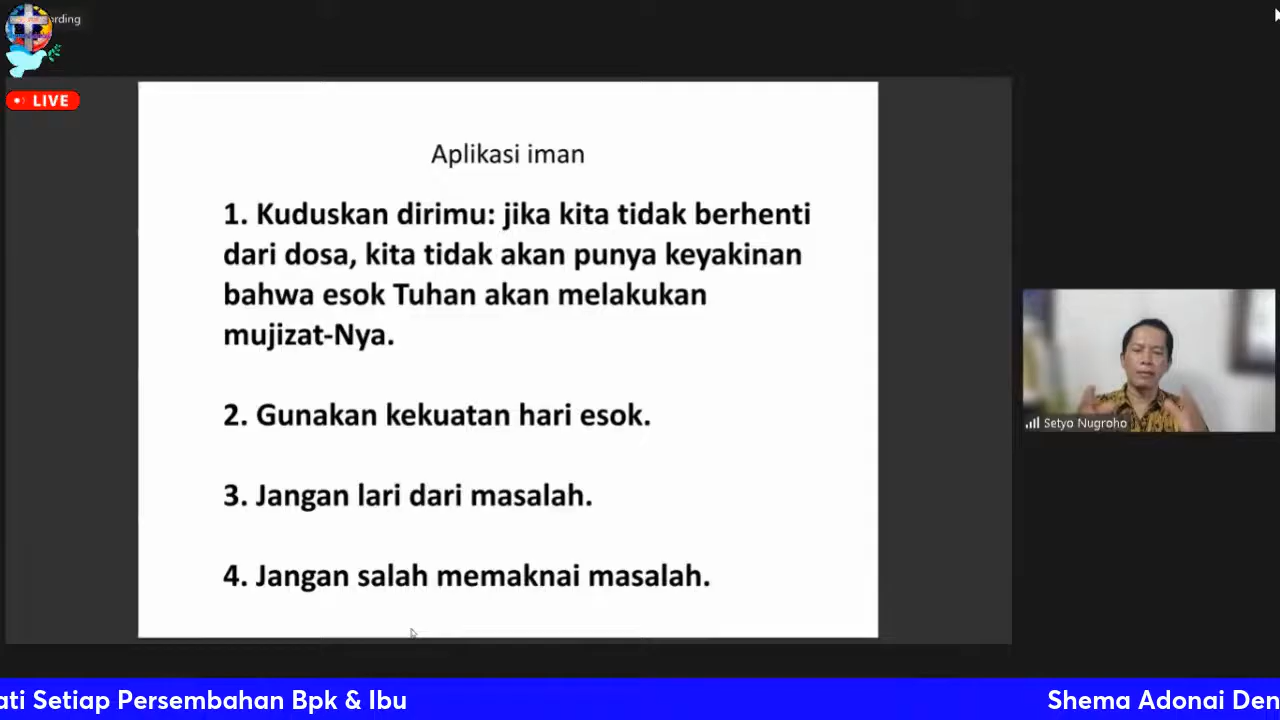 LIVE
Aplikasi iman
1. Kuduskan dirimu: jika kita tidak berhenti
dari dosa, kita tidak akan punya keyakinan
bahwa esok Tuhan akan melakukan
mujizat-Nya.
2. Gunakan kekuatan hari esok.
3. Jangan lari dari masalah.
4. Jangan salah memaknai masalah.
Setyo Nugroho
ati Setiap Persembahan Bpk & Ibu
Shema Adonai Den